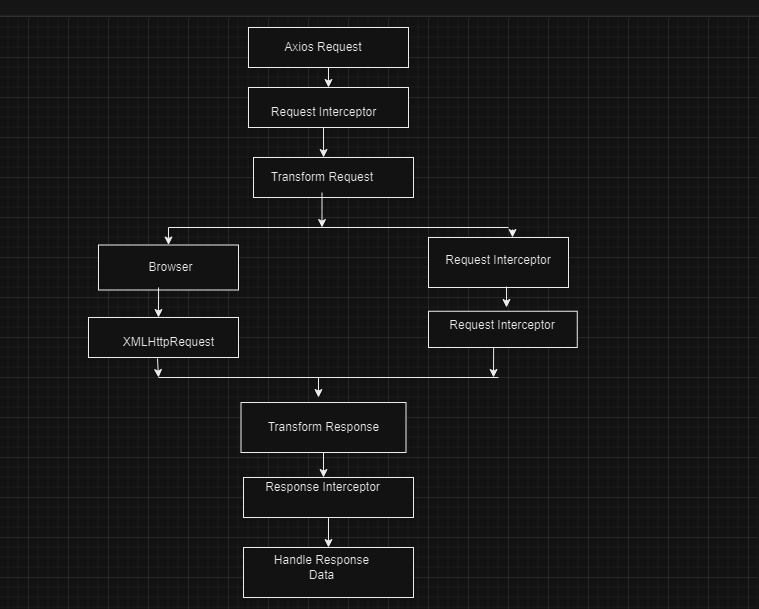 Axios Request
Request Interceptor
Transform Request
Browser
Request Interceptor
XMLHttpRequest
Request Interceptor
Transform Response
Response Interceptor
Handle Response
Data